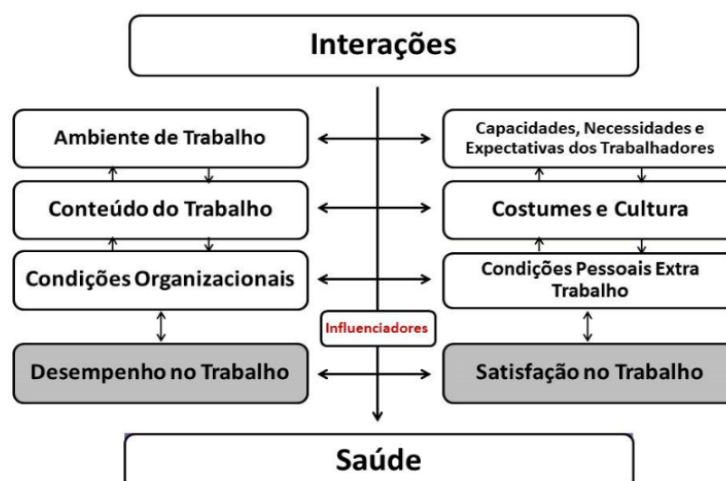 Interações
Ambiente de Trabalho
Capacidades, Necessidades e
Expectativas dos Trabalhadores
Conteúdo do Trabalho
Costumes e Cultura
Condições Organizacionais
Condições Pessoais Extra
Trabalho
Influenciadores
Desempenho no Trabalho
Satisfação no Trabalho
Saúde